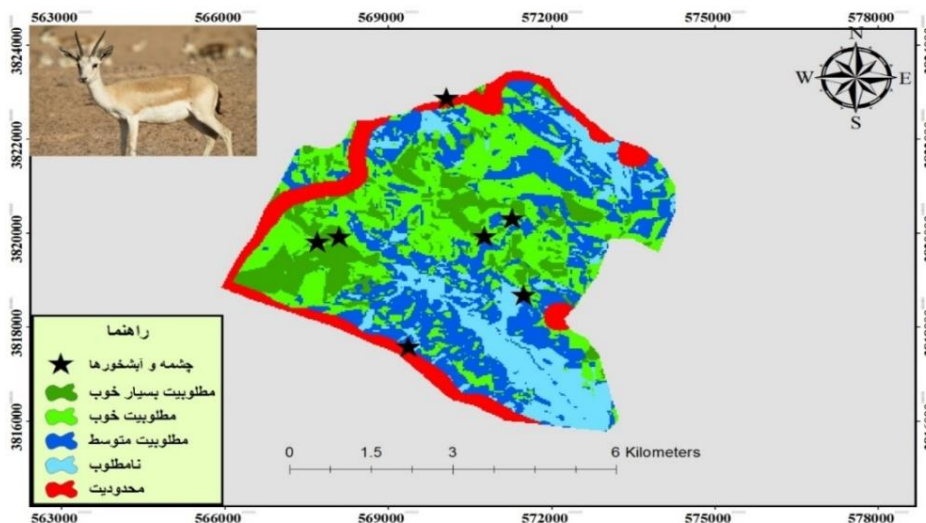 563000 566000 569000 572000 575000 578000
3824000
3822000
3820000
3818000
3816000
N
W E
S
راهنما
چشمه و آبشخورها
مطلوبیت بسیار خوب
مطلوبیت خوب
مطلوبیت متوسط
نامطلوب
محدودیت
0 1.5 3 6 Kilometers
563000 566000 569000 572000 575000 578000